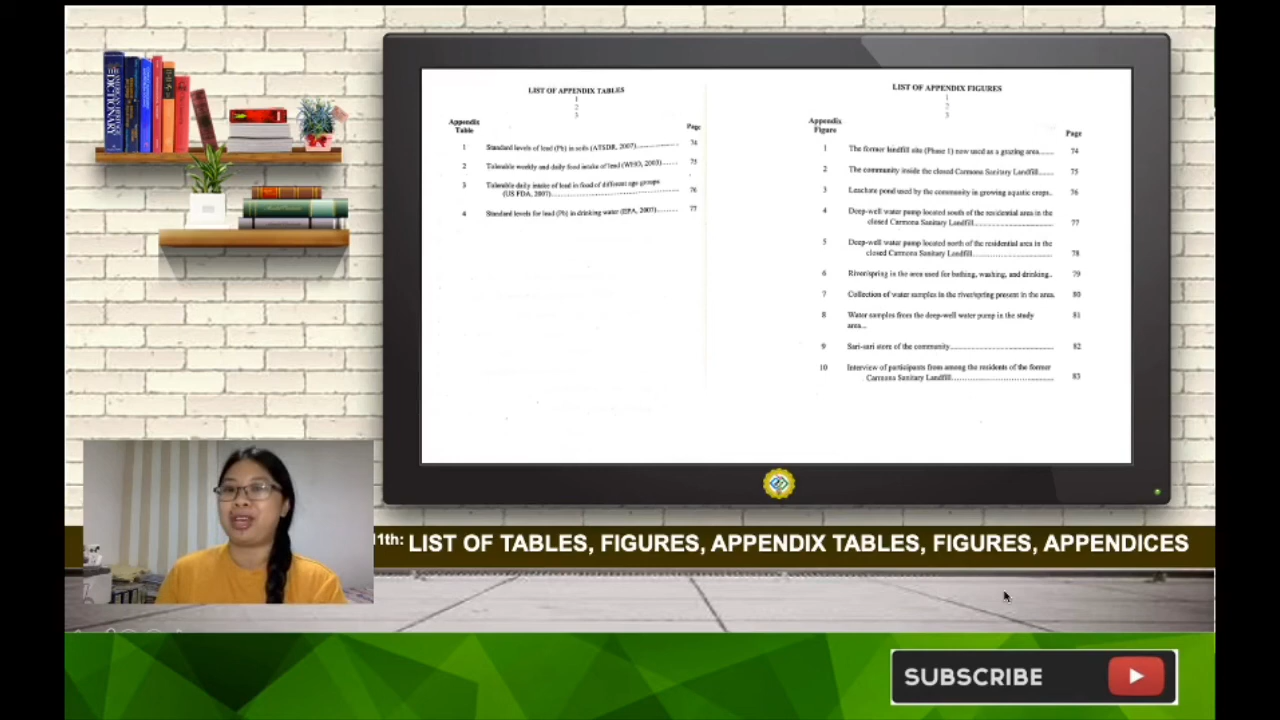 AMERICAN HERITAGE
DICTIONARY
LIST OF APPENDIX TABLES
1
2
3
Appendix
Table
Page
1 Standard levels of lead (Pb) in soils (ATSDR, 2007)............... 74
2 Tolerable weekly and daily food intake of lead (WHO, 2003)..... 75
3 Tolerable daily intake of lead in food of different age groups
(US FDA, 2007)........................................ 76
4 Standard levels for lead (Pb) in drinking water (EPA, 2007)....... 77
LIST OF APPENDIX FIGURES
1
2
3
Appendix
Figure
Page
1 The former landfill site (Phase 1) now used as a grazing area..... 74
2 The community inside the closed Carmona Sanitary Landfill..... 75
3 Leachate pond used by the community in growing aquatic crops.. 76
4 Deep-well water pump located south of the residential area in the
closed Carmona Sanitary Landfill........................... 77
5 Deep-well water pump located north of the residential area in the
closed Carmona Sanitary Landfill........................... 78
6 River/spring in the area used for bathing, washing, and drinking.. 79
7 Collection of water samples in the river/spring present in the area. 80
8 Water samples from the deep-well water pump in the study 81
area...
9 Sari-sari store of the community................................... 82
10 Interview of participants from among the residents of the former
Carmona Sanitary Landfill.................................. 83
11th: LIST OF TABLES, FIGURES, APPENDIX TABLES, FIGURES, APPENDICES
SUBSCRIBE